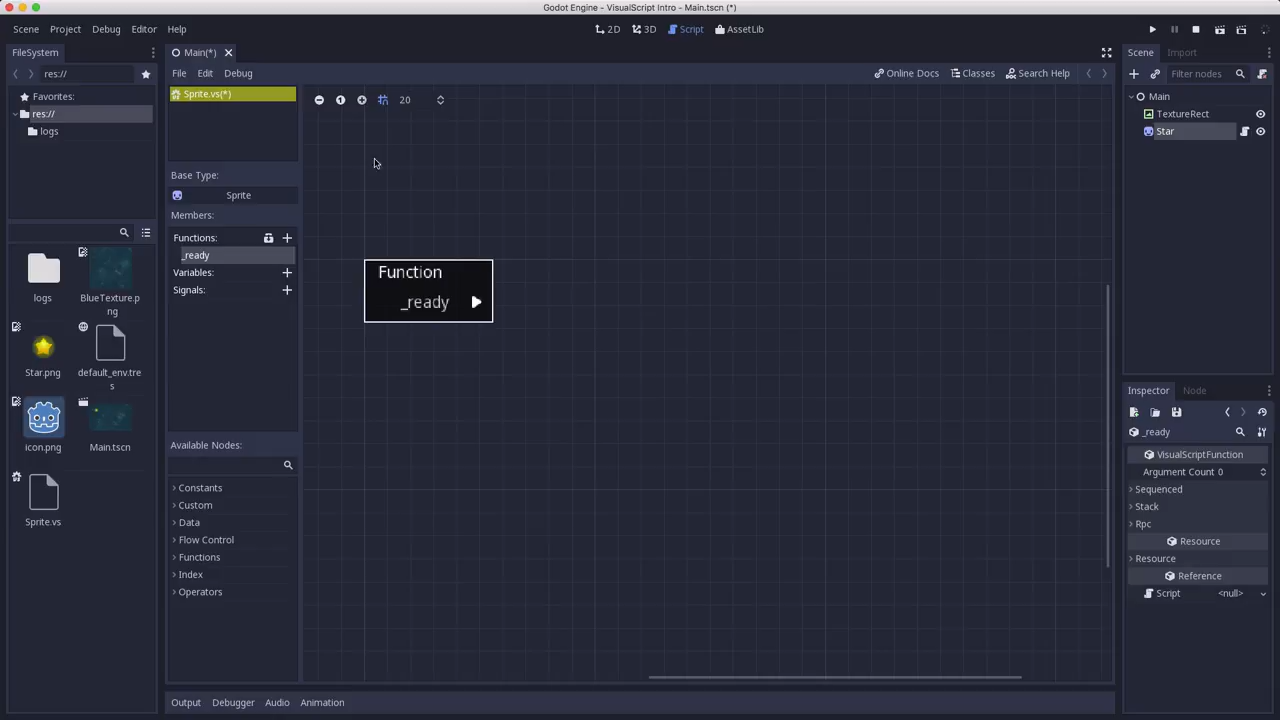 Godot Engine - VisualScript Intro - Main.tscn (*)
Scene Project Debug Editor Help
2D 3D Script AssetLib
FileSystem
res://
Favorites:
res://
logs
logs
BlueTexture.p
ng
Star.png
default_env.tre
s
icon.png
Main.tscn
Sprite.vs
Main(*)
File Edit Debug
Online Docs Classes Search Help
Sprite.vs(*)
Base Type:
Sprite
Members:
Functions:
_ready
Variables:
Signals:
Available Nodes:
Constants
Custom
Data
Flow Control
Functions
Index
Operators
1
20
Function
_ready
Output Debugger Audio Animation
Scene Import
Filter nodes
Main
TextureRect
Star
Inspector Node
_ready
VisualScriptFunction
Argument Count 0
Sequenced
Stack
Rpc
Resource
Resource
Reference
Script <null>